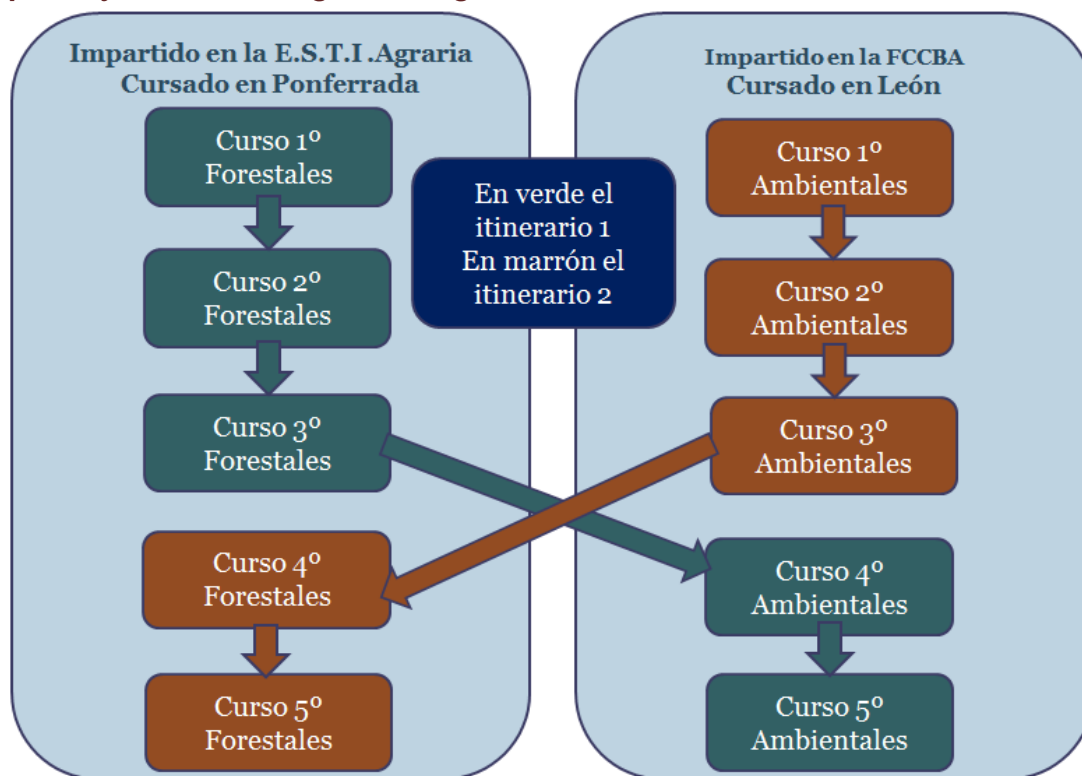 Impartido en la E.S.T.I.Agraria
Cursado en Ponferrada
Curso 1º
Forestales
Curso 2º
Forestales
Curso 3º
Forestales
Curso 4º
Forestales
Curso 5º
Forestales
En verde el
itinerario 1
En marrón el
itinerario 2
Impartido en la FCCBA
Cursado en León
Curso 1º
Ambientales
Curso 2º
Ambientales
Curso 3º
Ambientales
Curso 4º
Ambientales
Curso 5º
Ambientales